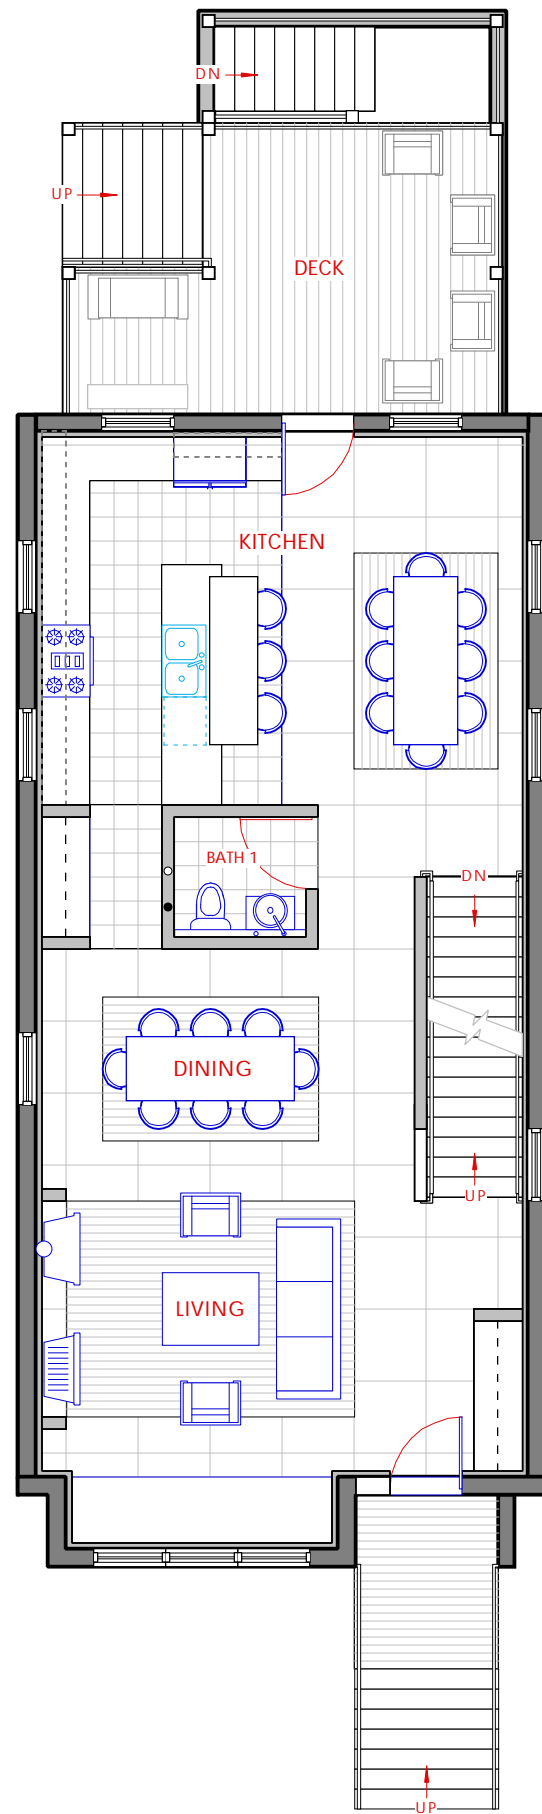 DN
UP
DECK
KITCHEN
BATH 1
DN
DINING
UP
LIVING
UP